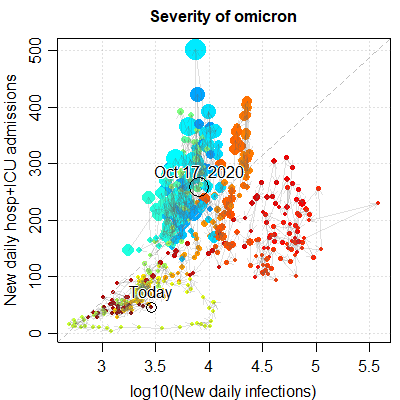 Severity of omicron
New daily hosp+ICU admissions
500
400
300
200
100
0
Oct 17, 2020
Today
3
3.5
4
4.5
5
5.5
log10(New daily infections)